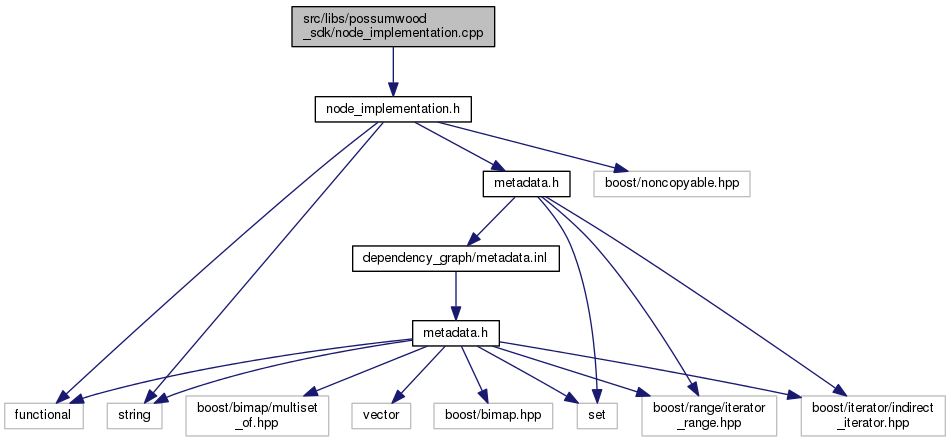 src/libs/possumwood
_sdk/node_implementation.cpp
node_implementation.h
metadata.h
boost/noncopyable.hpp
dependency_graph/metadata.inl
metadata.h
functional
string
boost/bimap/multiset
_of.hpp
vector
boost/bimap.hpp
set
boost/range/iterator
_range.hpp
boost/iterator/indirect
_iterator.hpp